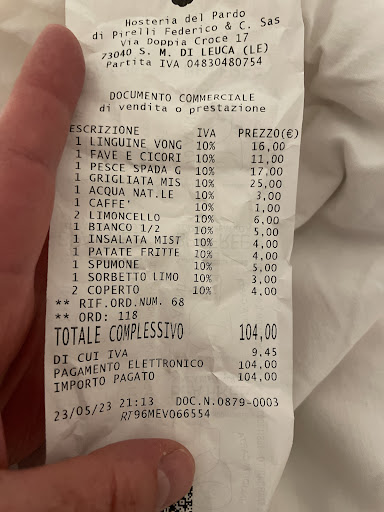 Hosteria del Pardo
di Pirelli Federico & C. Sas
Via Doppia Croce 17
73040 S. M. DI LEUCA (LE)
Partita IVA 04830480754
DOCUMENTO COMMERCIALE
di vendita o prestazione
ESCRIZIONE IVA PREZZO(€)
1 LINGUINE VONG 10% 16,00
1 FAVE E CICORI 10% 11,00
1 PESCE SPADA G 10% 17,00
1 GRIGLIATA MIS 10% 25,00
1 ACQUA NAT.LE 10% 3,00
1 CAFFE' 10% 1,00
2 LIMONCELLO 10% 6,00
1 BIANCO 1/2 10% 5,00
1 INSALATA MIST 10% 4,00
1 PATATE FRITTE 10% 4,00
1 SPUMONE 10% 5,00
1 SORBETTO LIMO 10% 3,00
2 COPERTO 10% 4,00
** RIF.ORD.NUM. 68
** ORD: 118
TOTALE COMPLESSIVO 104,00
DI CUI IVA 9,45
PAGAMENTO ELETTRONICO 104,00
IMPORTO PAGATO 104,00
23/05/23 21:13 DOC.N.0879-0003
RT96MEV066554